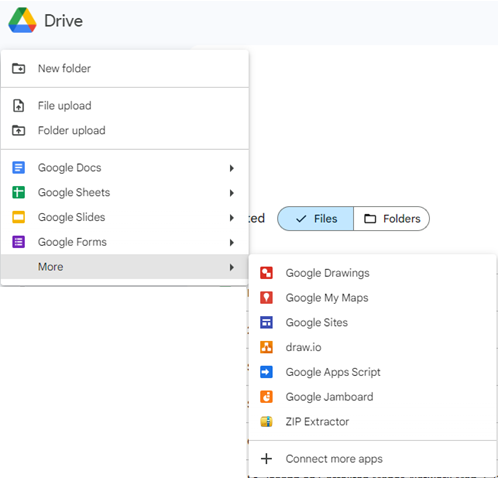 Drive
New folder
File upload
Folder upload
Google Docs
Google Sheets
Google Slides
Google Forms
More
Files
Folders
Google Drawings
Google My Maps
Google Sites
draw.io
Google Apps Script
Google Jamboard
ZIP Extractor
Connect more apps